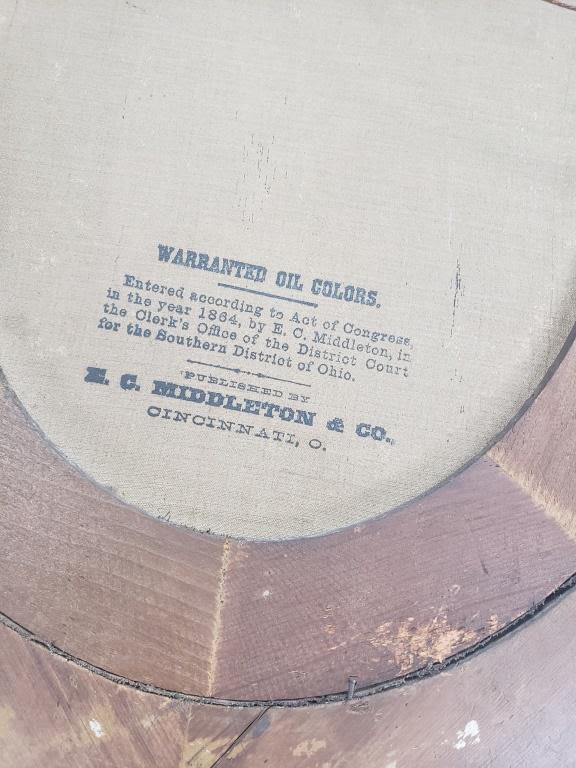 WARRANTED OIL COLORS.
Entered according to Act of Congress,
in the year 1864, by E. C. Middleton, in
the Clerk's Office of the District Court
for the Southern District of Ohio.
PUBLISHED BY
E. C. MIDDLETON & CO.,
CINCINNATI, O.